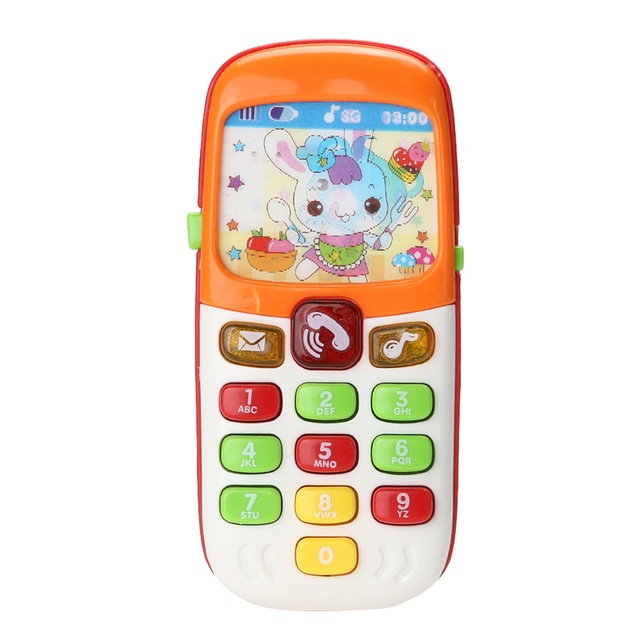 3G 02:00
1 2 3
ABC DEF GHI
4 5 6
JKL MNO PQR
7 8 9
STU VWX YZ
0